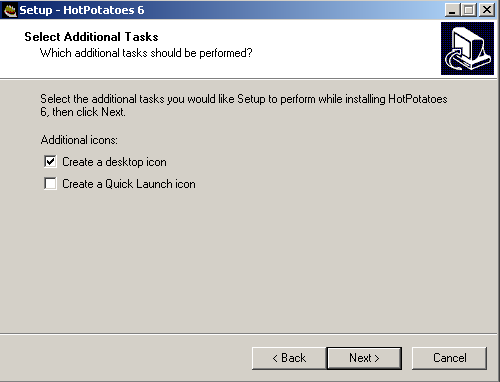 Setup - HotPotatoes 6
Select Additional Tasks
Which additional tasks should be performed?
Select the additional tasks you would like Setup to perform while installing HotPotatoes
6, then click Next.
Additional icons:
Create a desktop icon
Create a Quick Launch icon
< Back
Next >
Cancel